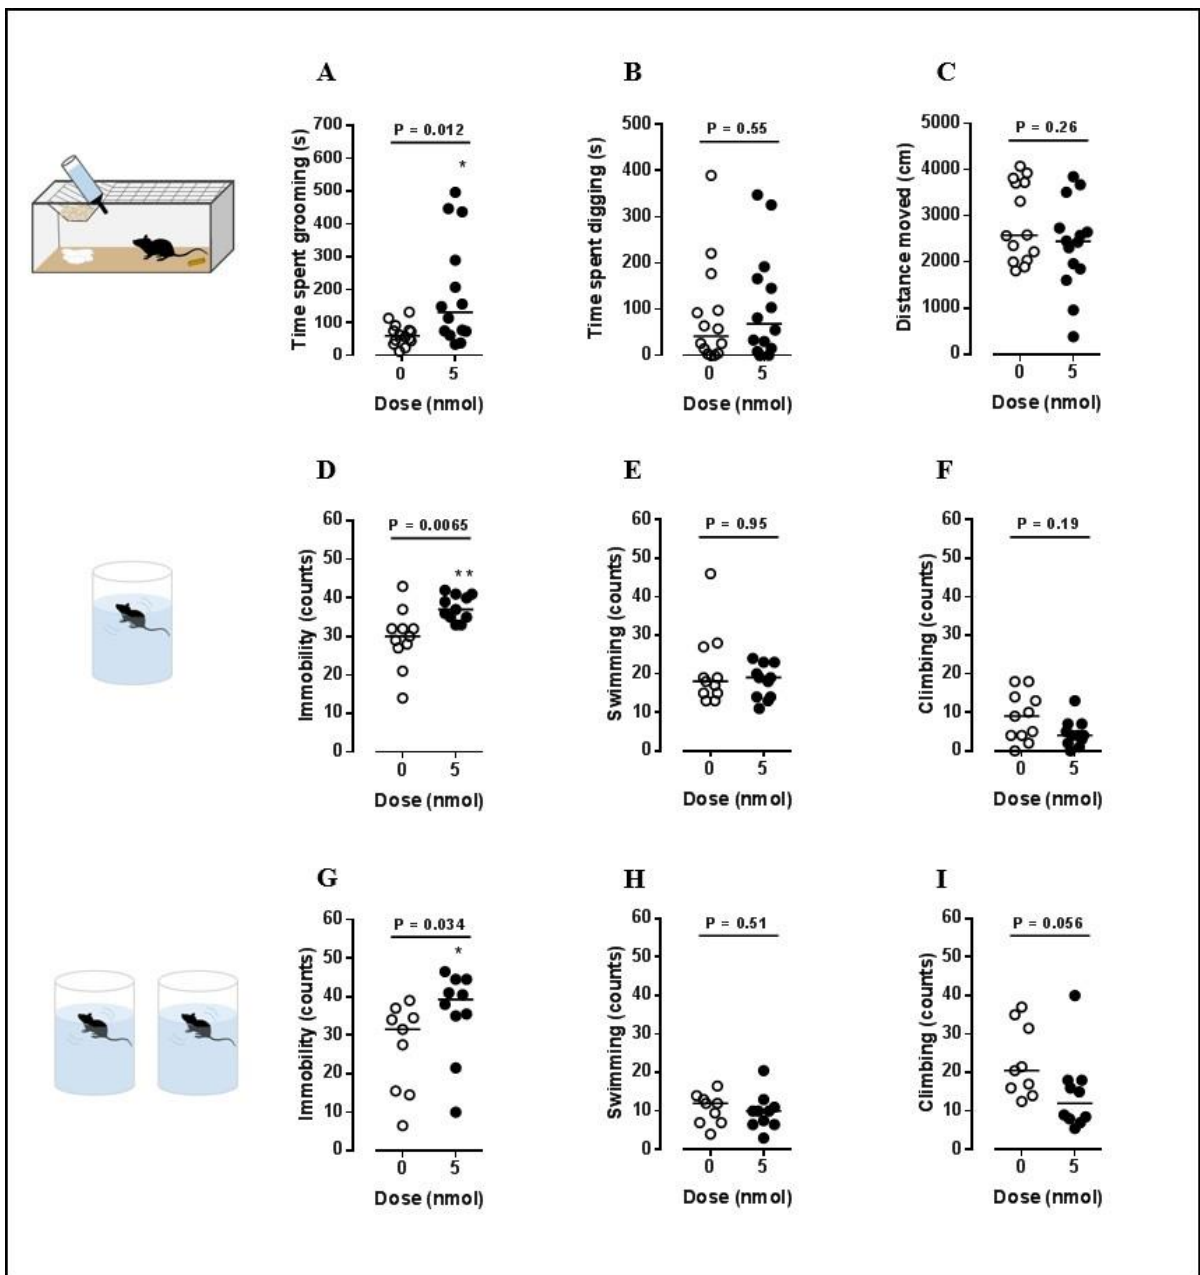 A
B
C
Time spent grooming (s)
700
600
500
400
300
200
100
0
P = 0.012
*
0 5
Dose (nmol)
Time spent digging (s)
500
400
300
200
100
0
P = 0.55
0 5
Dose (nmol)
Distance moved (cm)
5000
4000
3000
2000
1000
0
P = 0.26
0 5
Dose (nmol)
D
E
F
Immobility (counts)
60
50
40
30
20
10
0
P = 0.0065
**
0 5
Dose (nmol)
Swimming (counts)
60
50
40
30
20
10
0
P = 0.95
0 5
Dose (nmol)
Climbing (counts)
60
50
40
30
20
10
0
P = 0.19
0 5
Dose (nmol)
G
H
I
Immobility (counts)
60
50
40
30
20
10
0
P = 0.034
*
0 5
Dose (nmol)
Swimming (counts)
60
50
40
30
20
10
0
P = 0.51
0 5
Dose (nmol)
Climbing (counts)
60
50
40
30
20
10
0
P = 0.056
0 5
Dose (nmol)